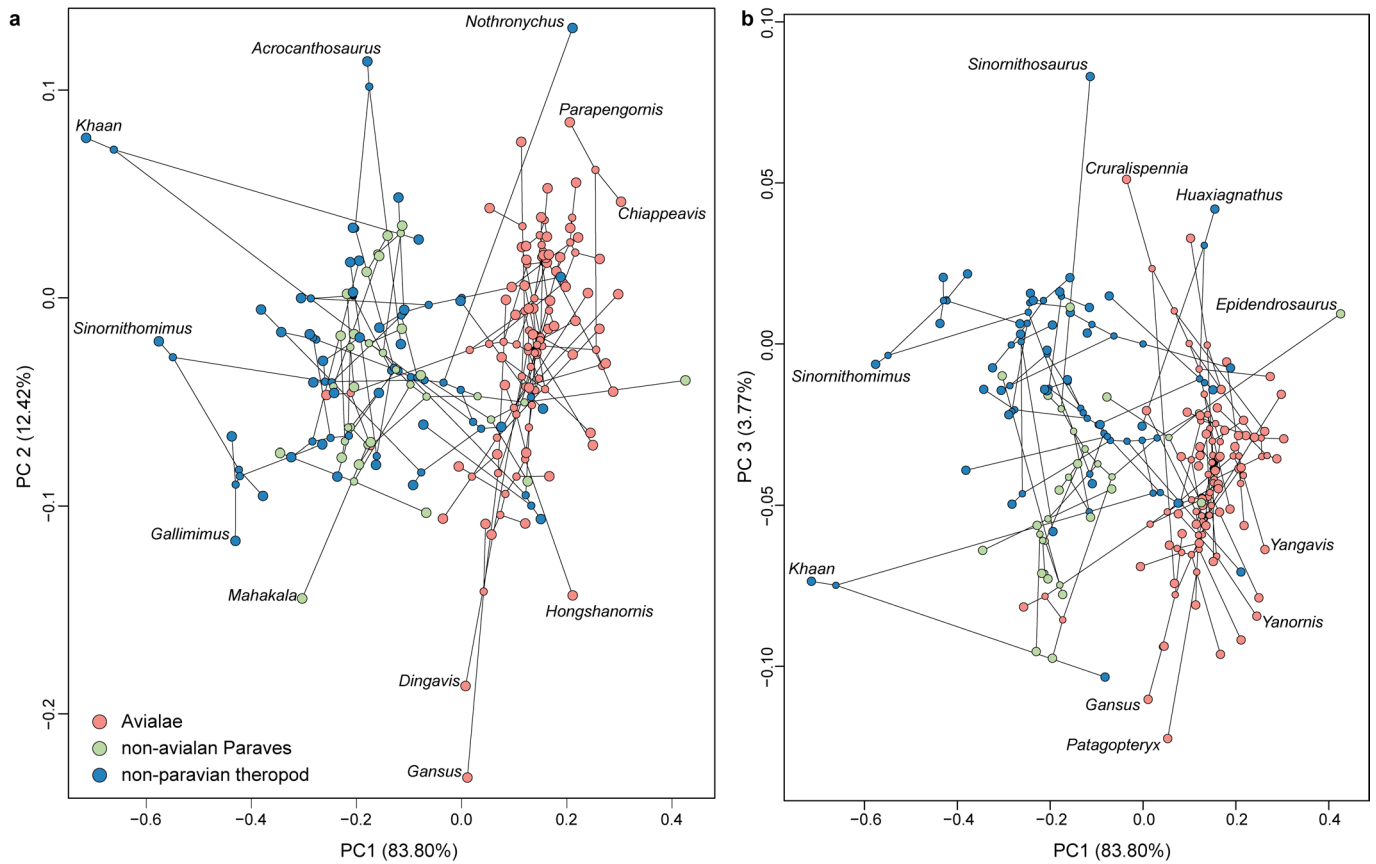 a
Nothronychus
Acrocanthosaurus
Khaan
Parapengornis
Chiappeavis
Sinornithomimus
Gallimimus
Mahakala
Hongshanornis
Dingavis
Gansus
Avialae
non-avialan Paraves
non-paravian theropod
0.1
0.0
−0.1
−0.2
PC 2 (12.42%)
−0.6
−0.4
−0.2
0.0
0.2
0.4
PC1 (83.80%)
b
Sinornithosaurus
Cruralispennia
Huaxiagnathus
Epidendrosaurus
Sinornithomimus
Khaan
Yangavis
Yanornis
Gansus
Patagopteryx
0.10
0.05
0.00
−0.05
−0.10
PC 3 (3.77%)
−0.6
−0.4
−0.2
0.0
0.2
0.4
PC1 (83.80%)